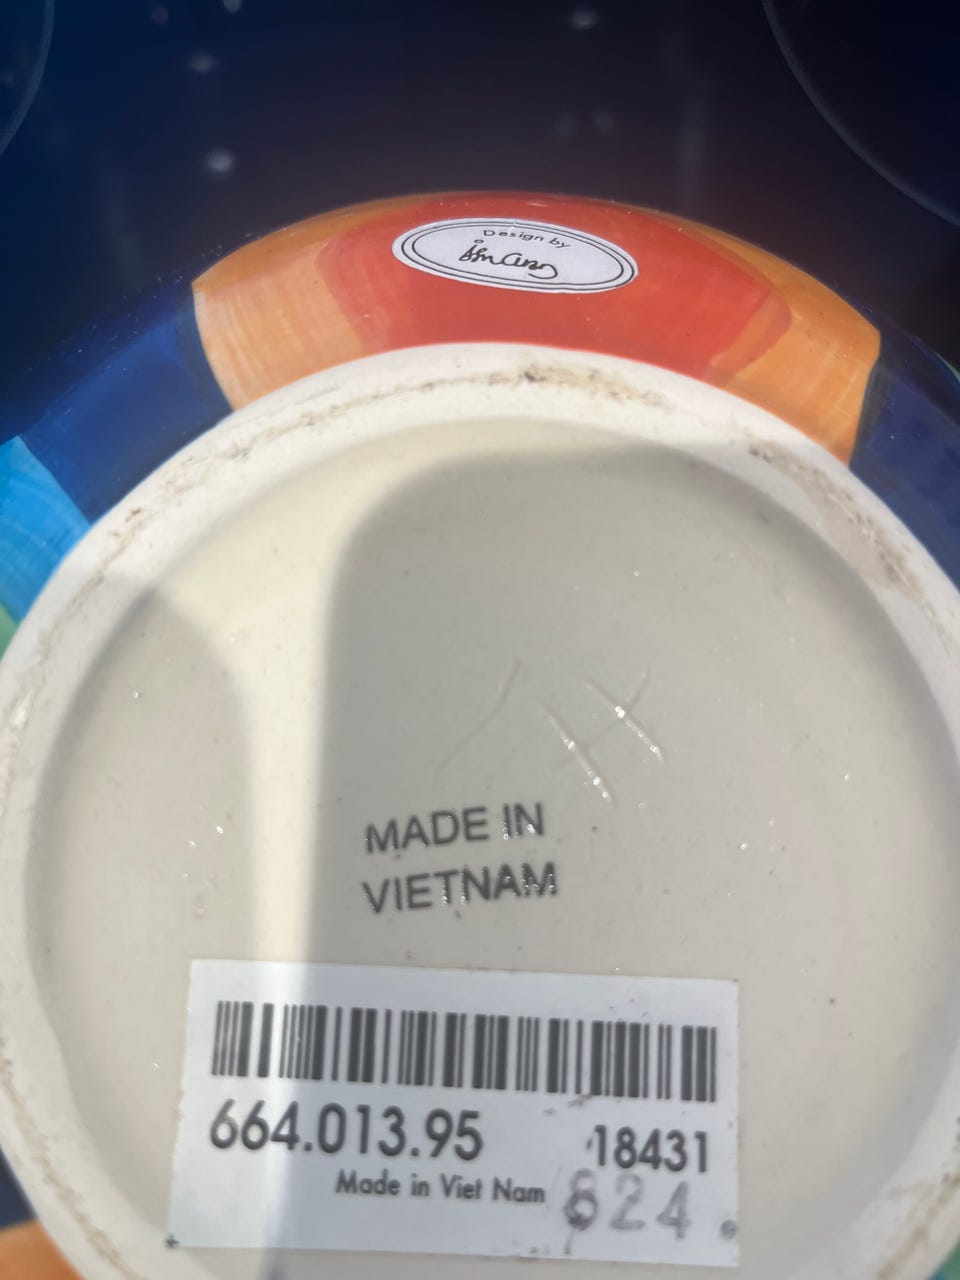 Design by
MADE IN
VIETNAM
664.013.95 18431
Made in Viet Nam 824